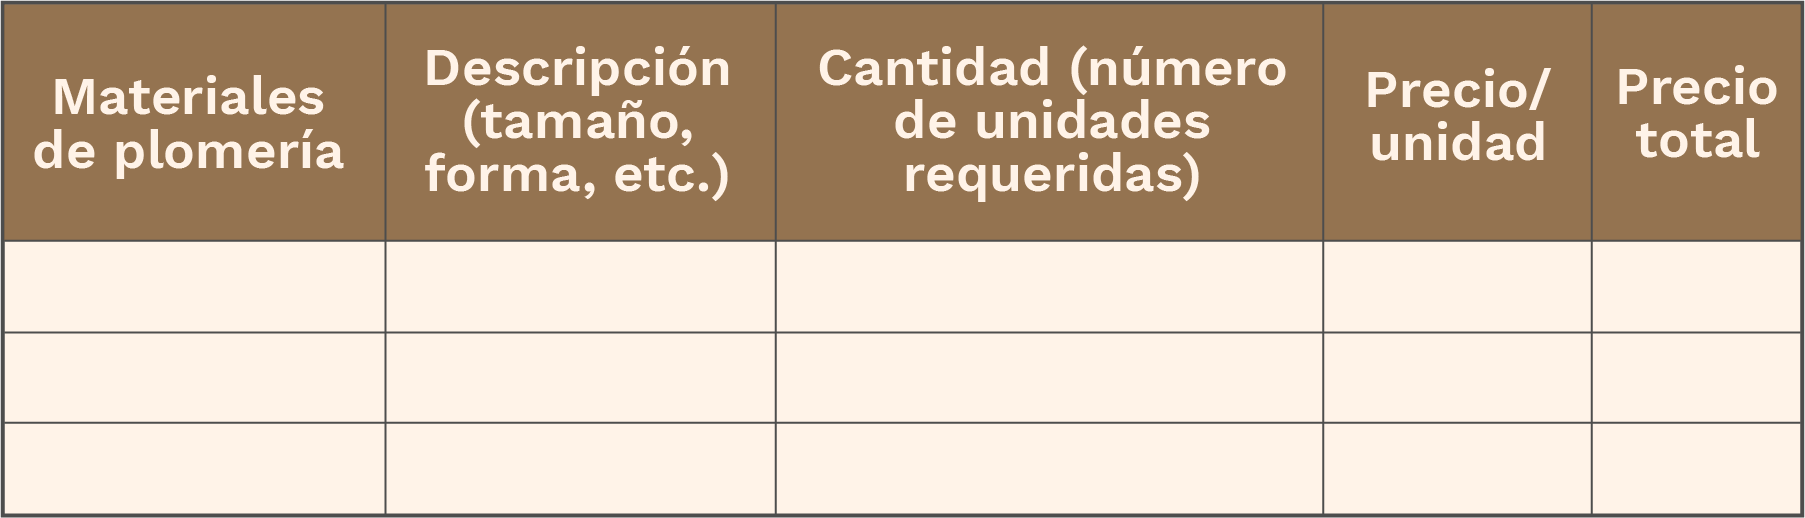 Materiales
de plomería
Descripción
(tamaño,
forma, etc.)
Cantidad (número
de unidades
requeridas)
Precio/
unidad
Precio
total